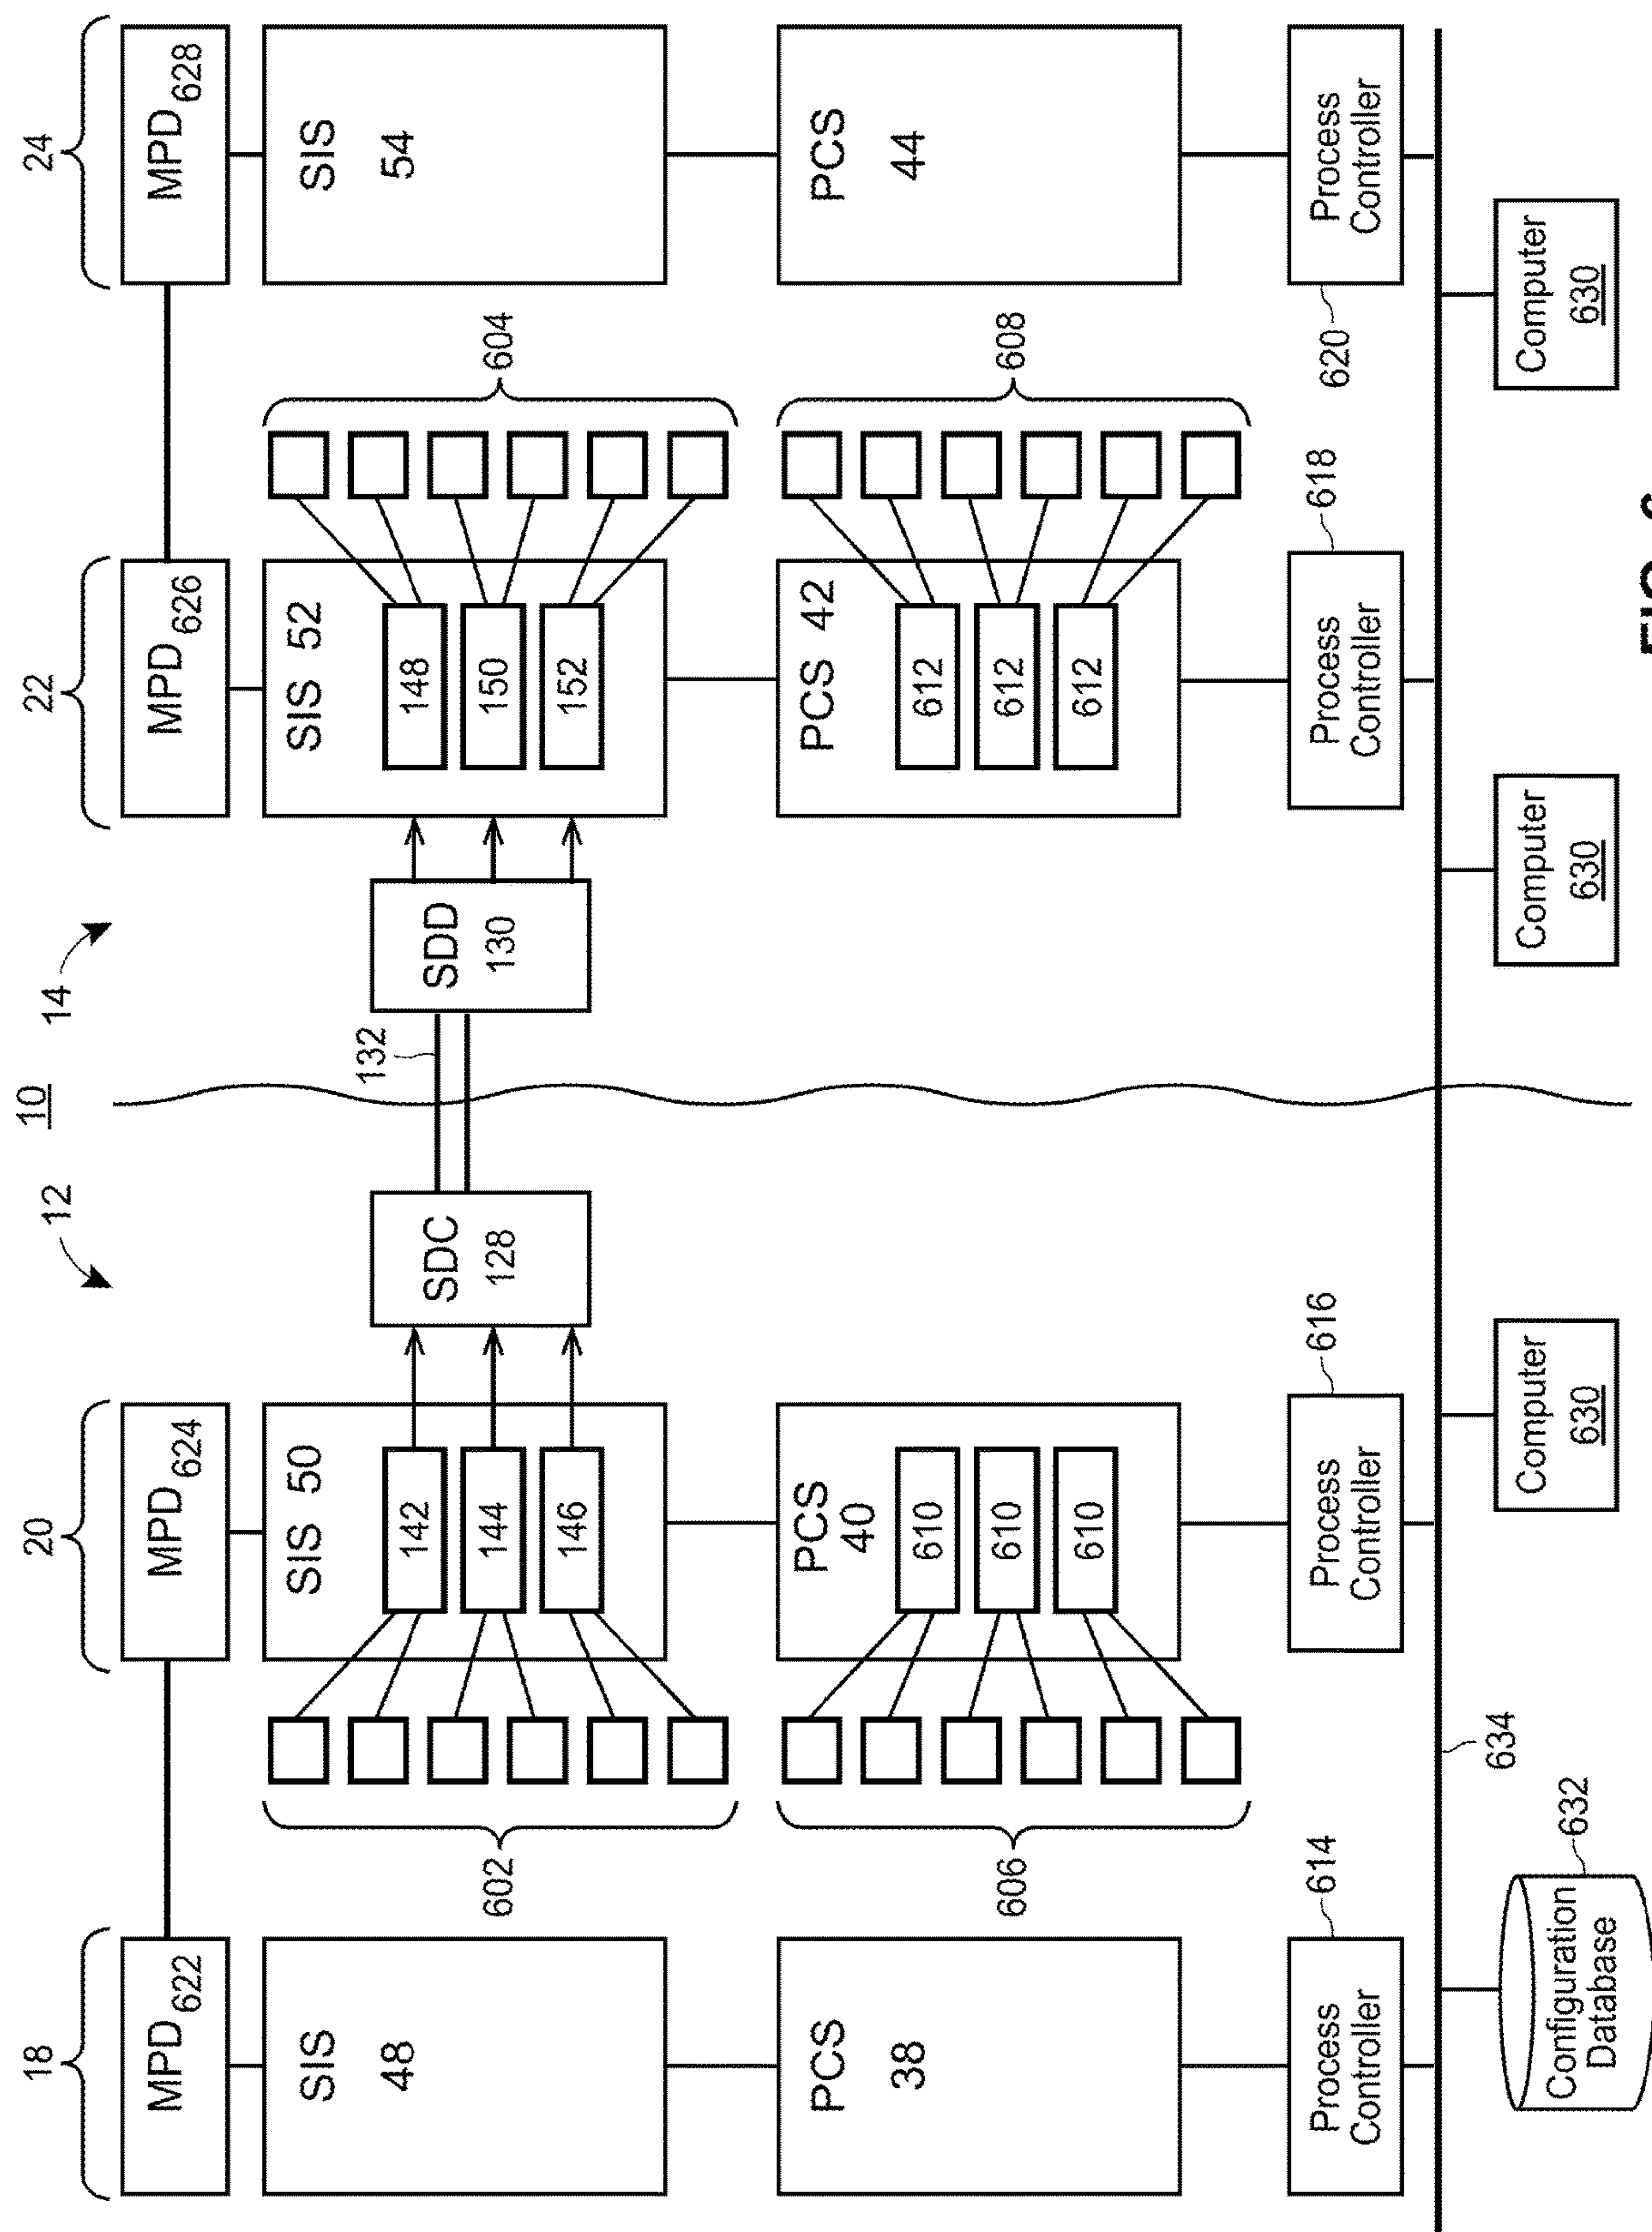 10
12
14
18
20
22
24
MPD 622
MPD 624
MPD 626
MPD 628
SIS
48
602
SIS 50
142
144
146
SDC
128
132
SDD
130
SIS 52
148
150
152
604
SIS
54
PCS
38
606
PCS
40
610
610
610
PCS 42
612
612
612
608
PCS
44
Process
Controller
614
Process
Controller
616
Process
Controller
618
Process
Controller
620
634
Configuration
Database
632
Computer
630
Computer
630
Computer
630
FIG.